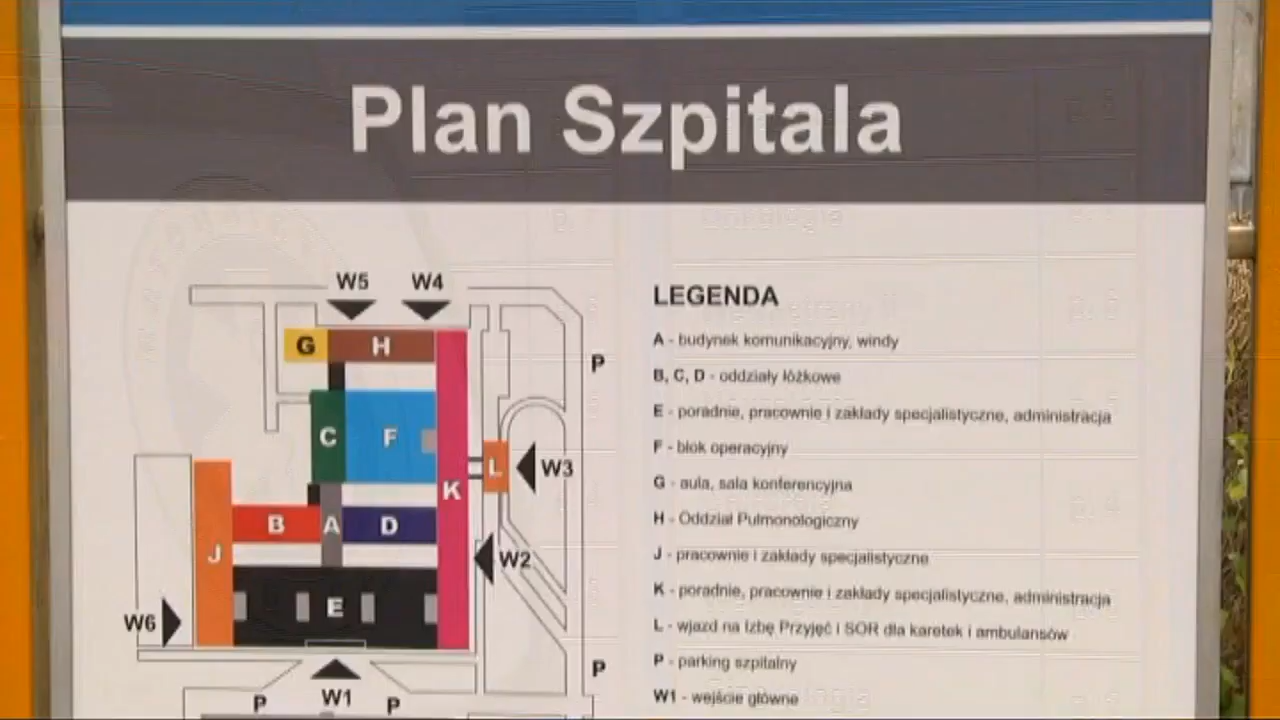 Plan Szpitala
W5 W4
LEGENDA
G H
A - budynek komunikacyjny, windy
P
B, C, D - oddziały łóżkowe
E - poradnie, pracownie i zakłady specjalistyczne, administracja
C F
F - blok operacyjny
L W3
K
G - aula, sala konferencyjna
B A D
H - Oddział Pulmonologiczny
J W2
J - pracownie i zakłady specjalistyczne
E
K - poradnie, pracownie i zakłady specjalistyczne, administracja
W6
L - wjazd na Izbę Przyjęć i SOR dla karetek i ambulansów
P
P - parking szpitalny
P W1 P
W1 - wejście główne